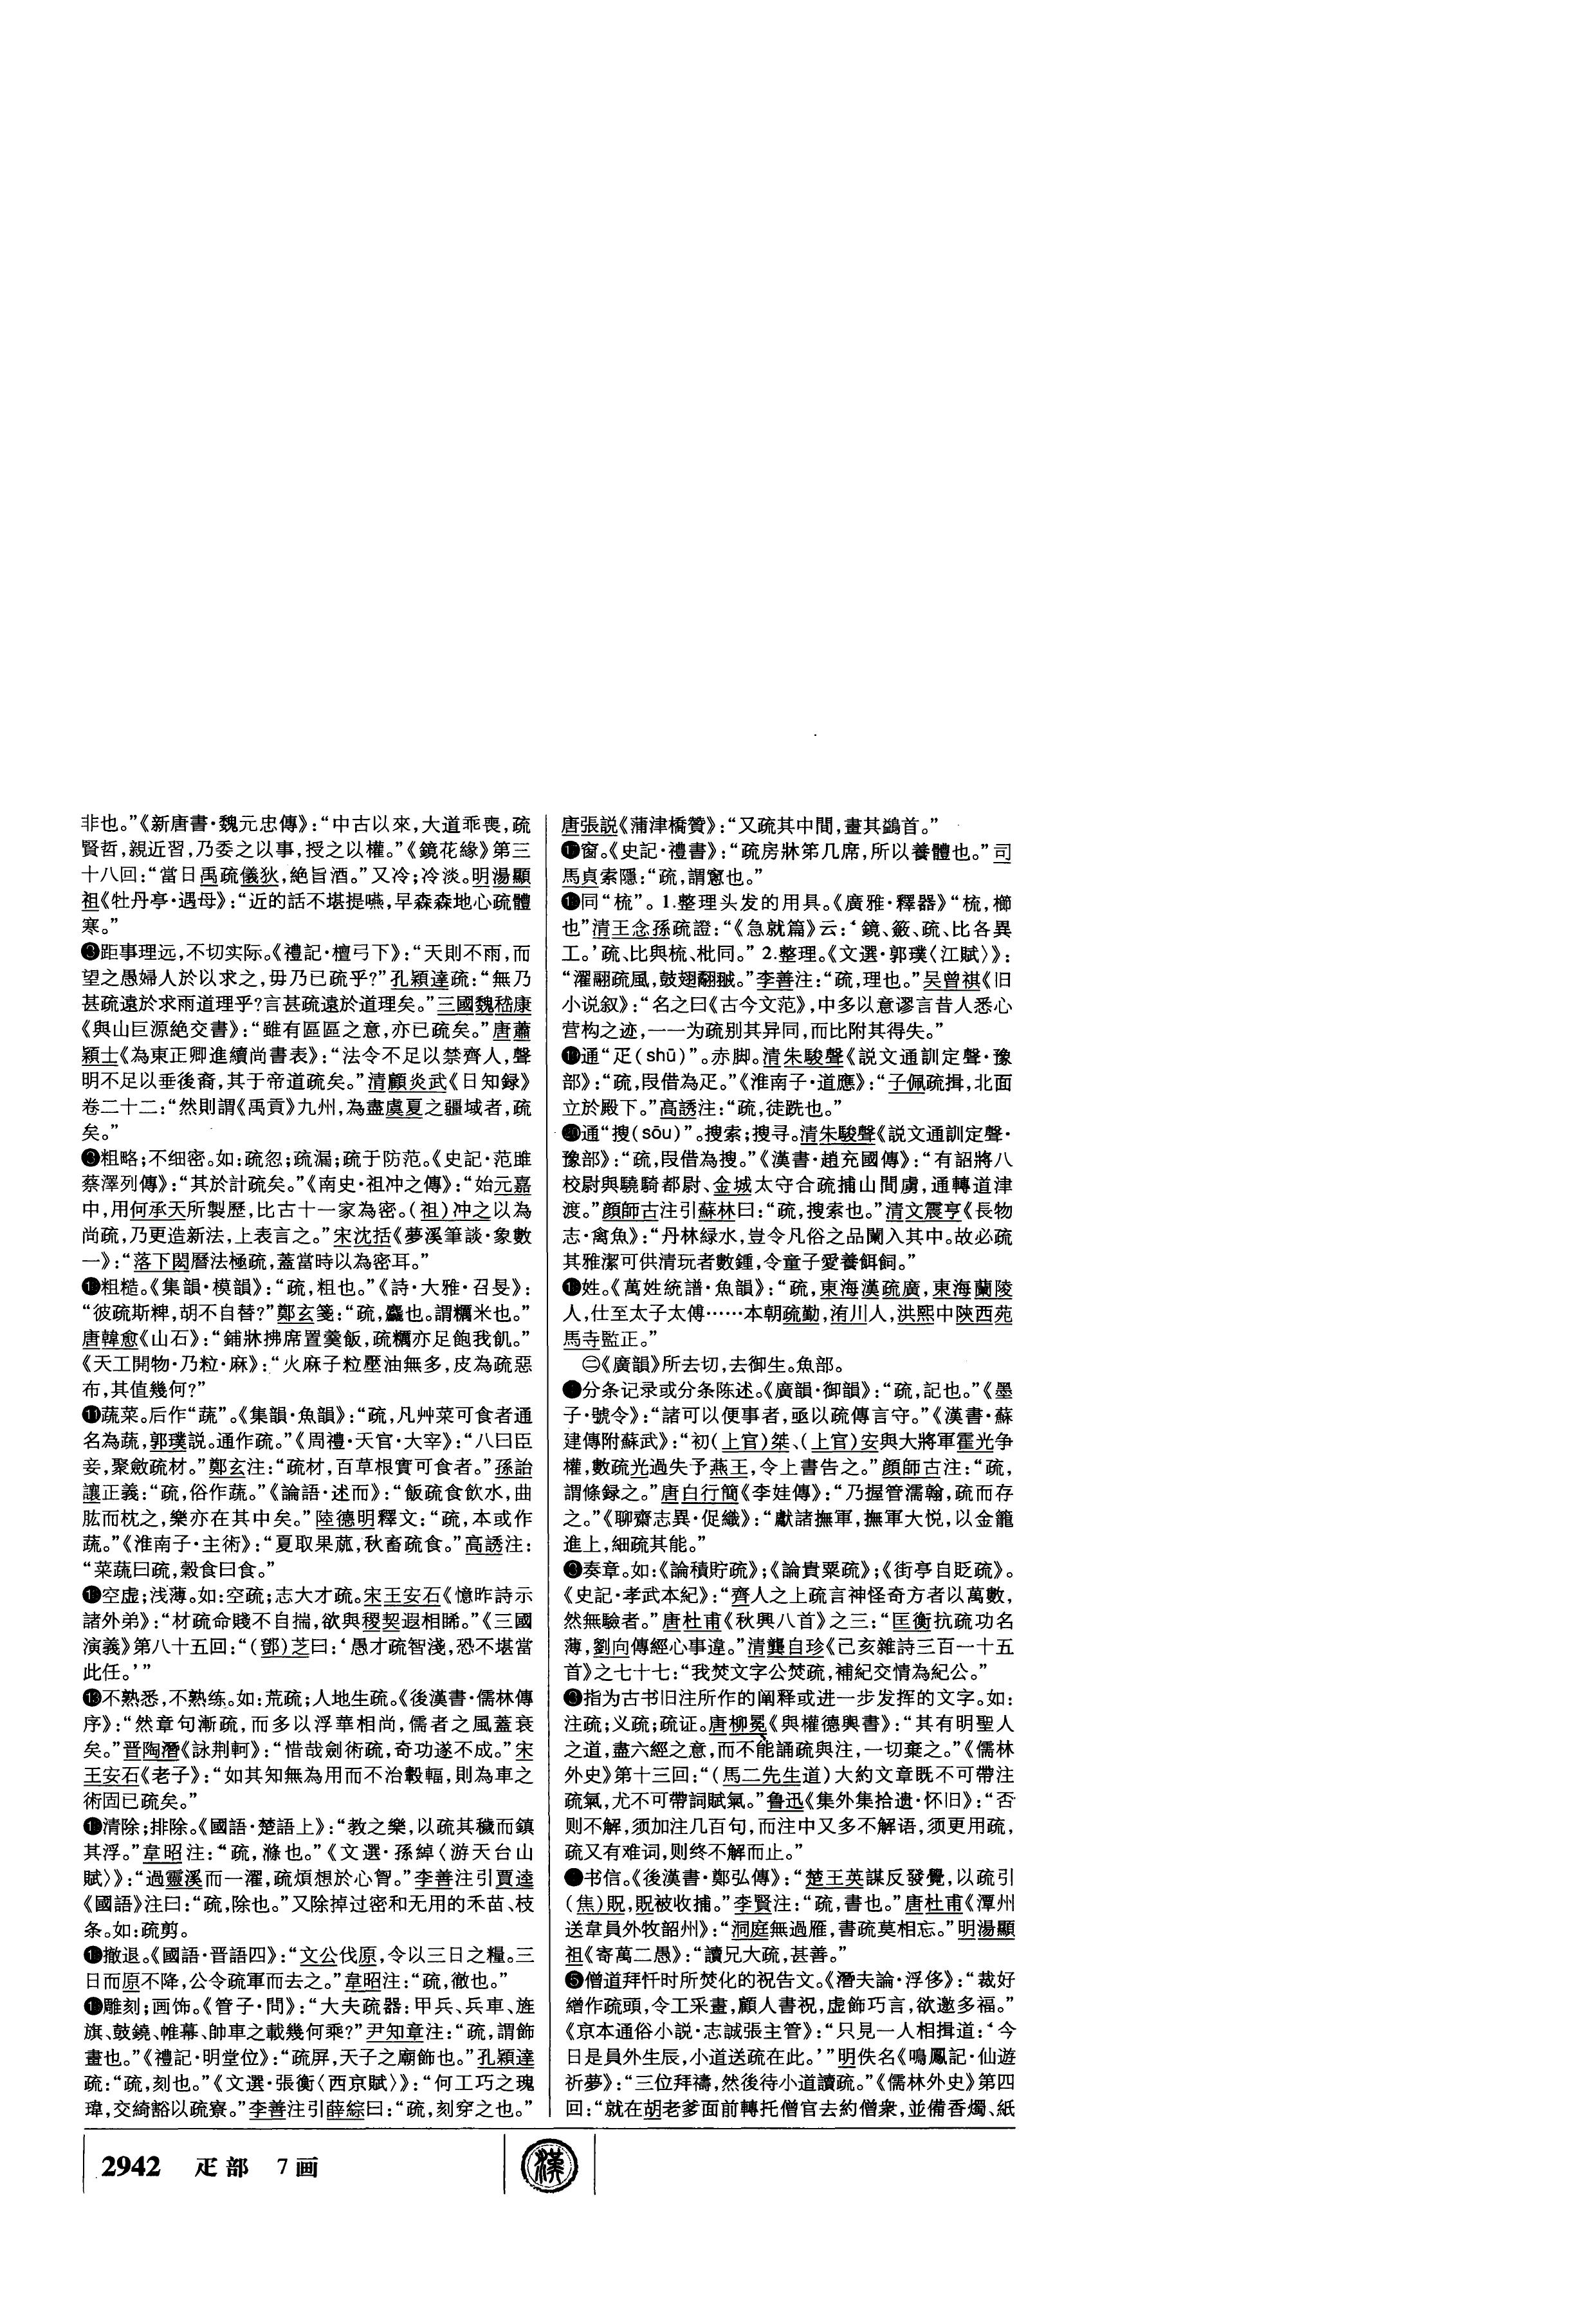 非也。”《新唐書·魏元忠傳》：“中古以來，大道乖喪，疏
賢哲，親近習，乃委之以事，授之以權。”《鏡花緣》第三
十八回：“當日禹疏儀狄，絶旨酒。”又冷；冷淡。明湯顯
祖《牡丹亭·遇母》：“近的話不堪提嚥，早森森地心疏體
寒。”
❽距事理远，不切实际。《禮記·檀弓下》：“天則不雨，而
望之愚婦人於以求之，毋乃已疏乎？”孔穎達疏：“無乃
甚疏遠於求雨道理乎？言甚疏遠於道理矣。”三國魏嵇康
《與山巨源絶交書》：“雖有區區之意，亦已疏矣。”唐蕭
穎士《為東正卿進續尚書表》：“法令不足以禁齊人，聲
明不足以垂後裔，其于帝道疏矣。”清顧炎武《日知録》
卷二十二：“然則謂《禹貢》九州，為盡虞夏之疆域者，疏
矣。”
❾粗略；不细密。如：疏忽；疏漏；疏于防范。《史記·范雎
蔡澤列傳》：“其於計疏矣。”《南史·祖冲之傳》：“始元嘉
中，用何承天所製歷，比古十一家為密。（祖）冲之以為
尚疏，乃更造新法，上表言之。”宋沈括《夢溪筆談·象數
一》：“落下閎曆法極疏，蓋當時以為密耳。”
❿粗糙。《集韻·模韻》：“疏，粗也。”《詩·大雅·召旻》：
“彼疏斯粺，胡不自替？”鄭玄箋：“疏，麤也。謂糲米也。”
唐韓愈《山石》：“鋪牀拂席置羹飯，疏糲亦足飽我飢。”
《天工開物·乃粒·麻》：“火麻子粒壓油無多，皮為疏惡
布，其值幾何？”
⓫蔬菜。后作“蔬”。《集韻·魚韻》：“疏，凡艸菜可食者通
名為蔬，郭璞説。通作疏。”《周禮·天官·大宰》：“八曰臣
妾，聚斂疏材。”鄭玄注：“疏材，百草根實可食者。”孫詒
讓正義：“疏，俗作蔬。”《論語·述而》：“飯疏食飲水，曲
肱而枕之，樂亦在其中矣。”陸德明釋文：“疏，本或作
蔬。”《淮南子·主術》：“夏取果蓏，秋畜疏食。”高誘注：
“菜蔬曰疏，穀食曰食。”
⓬空虚；浅薄。如：空疏；志大才疏。宋王安石《憶昨詩示
諸外弟》：“材疏命賤不自揣，欲與稷契遐相睎。”《三國
演義》第八十五回：“（鄧）芝曰：‘愚才疏智淺，恐不堪當
此任。’”
⓭不熟悉，不熟练。如：荒疏；人地生疏。《後漢書·儒林傳
序》：“然章句漸疏，而多以浮華相尚，儒者之風蓋衰
矣。”晋陶潛《詠荆軻》：“惜哉劍術疏，奇功遂不成。”宋
王安石《老子》：“如其知無為用而不治轂輻，則為車之
術固已疏矣。”
⓮清除；排除。《國語·楚語上》：“教之樂，以疏其穢而鎮
其浮。”韋昭注：“疏，滌也。”《文選·孫綽〈游天台山
賦〉》：“過靈溪而一濯，疏煩想於心胷。”李善注引賈逵
《國語》注曰：“疏，除也。”又除掉过密和无用的禾苗、枝
条。如：疏剪。
⓯撤退。《國語·晋語四》：“文公伐原，令以三日之糧。三
日而原不降，公令疏軍而去之。”韋昭注：“疏，徹也。”
⓰雕刻；画饰。《管子·問》：“大夫疏器：甲兵、兵車、旌
旗、鼓鐃、帷幕、帥車之載幾何乘？”尹知章注：“疏，謂飾
畫也。”《禮記·明堂位》：“疏屏，天子之廟飾也。”孔穎達
疏：“疏，刻也。”《文選·張衡〈西京賦〉》：“何工巧之瑰
瑋，交綺豁以疏寮。”李善注引薛綜曰：“疏，刻穿之也。”
唐張説《蒲津橋贊》：“又疏其中間，畫其鷁首。”
⓱窗。《史記·禮書》：“疏房牀笫几席，所以養體也。”司
馬貞索隱：“疏，謂窻也。”
⓲同“梳”。1.整理头发的用具。《廣雅·釋器》“梳，櫛
也”清王念孫疏證：“《急就篇》云：‘鏡、籢、疏、比各異
工。’疏、比與梳、枇同。”2.整理。《文選·郭璞〈江賦〉》：
“濯翮疏風，鼓翅翻𦐗。”李善注：“疏，理也。”吴曾祺《旧
小说叙》：“名之曰《古今文范》，中多以意谬言昔人悉心
营构之迹，一一为疏别其异同，而比附其得失。”
⓳通“疋（shū）”。赤脚。清朱駿聲《説文通訓定聲·豫
部》：“疏，叚借為疋。”《淮南子·道應》：“子佩疏揖，北面
立於殿下。”高誘注：“疏，徒跣也。”
⓴通“搜（sōu）”。搜索；搜寻。清朱駿聲《説文通訓定聲·
豫部》：“疏，叚借為搜。”《漢書·趙充國傳》：“有詔將八
校尉與驍騎都尉、金城太守合疏捕山間虜，通轉道津
渡。”顔師古注引蘇林曰：“疏，搜索也。”清文震亨《長物
志·禽魚》：“丹林緑水，豈令凡俗之品闌入其中。故必疏
其雅潔可供清玩者數鍾，令童子愛養餌飼。”
姓。《萬姓統譜·魚韻》：“疏，東海漢疏廣，東海蘭陵
人，仕至太子太傅……本朝疏勤，洧川人，洪熙中陝西苑
馬寺監正。”
㊁《廣韻》所去切，去御生。魚部。
❶分条记录或分条陈述。《廣韻·御韻》：“疏，記也。”《墨
子·號令》：“諸可以便事者，亟以疏傳言守。”《漢書·蘇
建傳附蘇武》：“初（上官）桀、（上官）安與大將軍霍光争
權，數疏光過失予燕王，令上書告之。”顔師古注：“疏，
謂條録之。”唐白行簡《李娃傳》：“乃握管濡翰，疏而存
之。”《聊齋志異·促織》：“獻諸撫軍，撫軍大悦，以金籠
進上，細疏其能。”
❷奏章。如：《論積貯疏》；《論貴粟疏》；《街亭自貶疏》。
《史記·孝武本紀》：“齊人之上疏言神怪奇方者以萬數，
然無驗者。”唐杜甫《秋興八首》之三：“匡衡抗疏功名
薄，劉向傳經心事違。”清龔自珍《己亥雜詩三百一十五
首》之七十七：“我焚文字公焚疏，補紀交情為紀公。”
❸指为古书旧注所作的阐释或进一步发挥的文字。如：
注疏；义疏；疏证。唐柳冕《與權德輿書》：“其有明聖人
之道，盡六經之意，而不能誦疏與注，一切棄之。”《儒林
外史》第十三回：“（馬二先生道）大約文章既不可帶注
疏氣，尤不可帶詞賦氣。”鲁迅《集外集拾遗·怀旧》：“否
则不解，须加注几百句，而注中又多不解语，须更用疏，
疏又有难词，则终不解而止。”
❹书信。《後漢書·鄭弘傳》：“楚王英謀反發覺，以疏引
（焦）貺，貺被收捕。”李賢注：“疏，書也。”唐杜甫《潭州
送韋員外牧韶州》：“洞庭無過雁，書疏莫相忘。”明湯顯
祖《寄萬二愚》：“讀兄大疏，甚善。”
❺僧道拜忏时所焚化的祝告文。《潛夫論·浮侈》：“裁好
繒作疏頭，令工采畫，顧人書祝，虚飾巧言，欲邀多福。”
《京本通俗小説·志誠張主管》：“只見一人相揖道：‘今
日是員外生辰，小道送疏在此。’”明佚名《鳴鳳記·仙遊
祈夢》：“三位拜禱，然後待小道讀疏。”《儒林外史》第四
回：“就在胡老爹面前轉托僧官去約僧衆，並備香燭、紙
2942 疋部 7画
漢